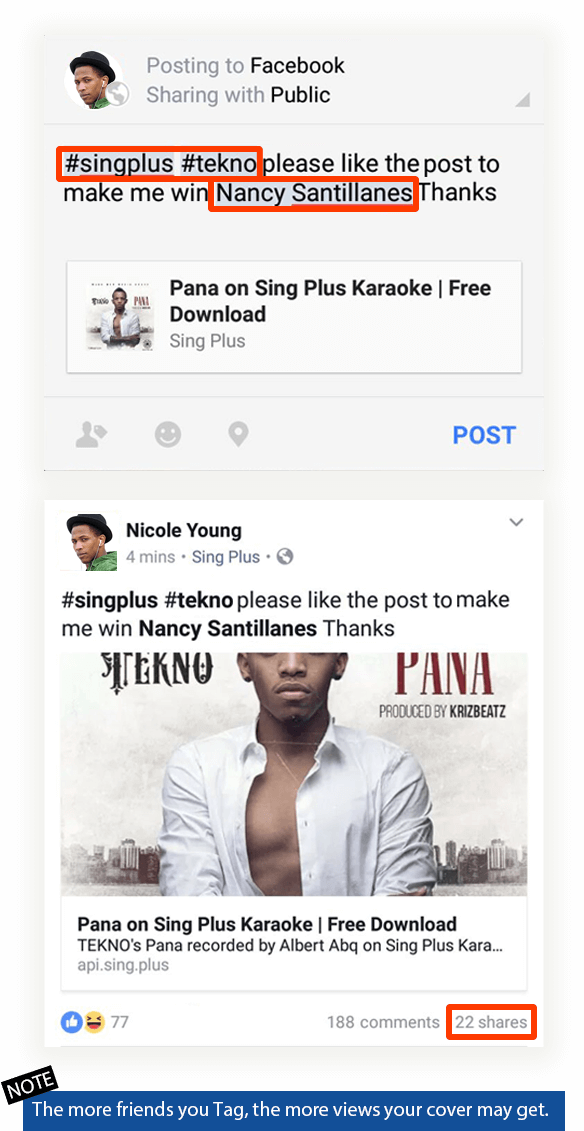 Posting to Facebook
Sharing with Public
#singplus #tekno please like the post to
make me win Nancy Santillanes Thanks
TEKNO PANA
Pana on Sing Plus Karaoke | Free
Download
Sing Plus
POST
Nicole Young
4 mins • Sing Plus •
#singplus #tekno please like the post to make
me win Nancy Santillanes Thanks
TEKNO PANA
PRODUCED BY KRIZBEATZ
Pana on Sing Plus Karaoke | Free Download
TEKNO's Pana recorded by Albert Abq on Sing Plus Kara...
api.sing.plus
77 188 comments 22 shares
NOTE
The more friends you Tag, the more views your cover may get.